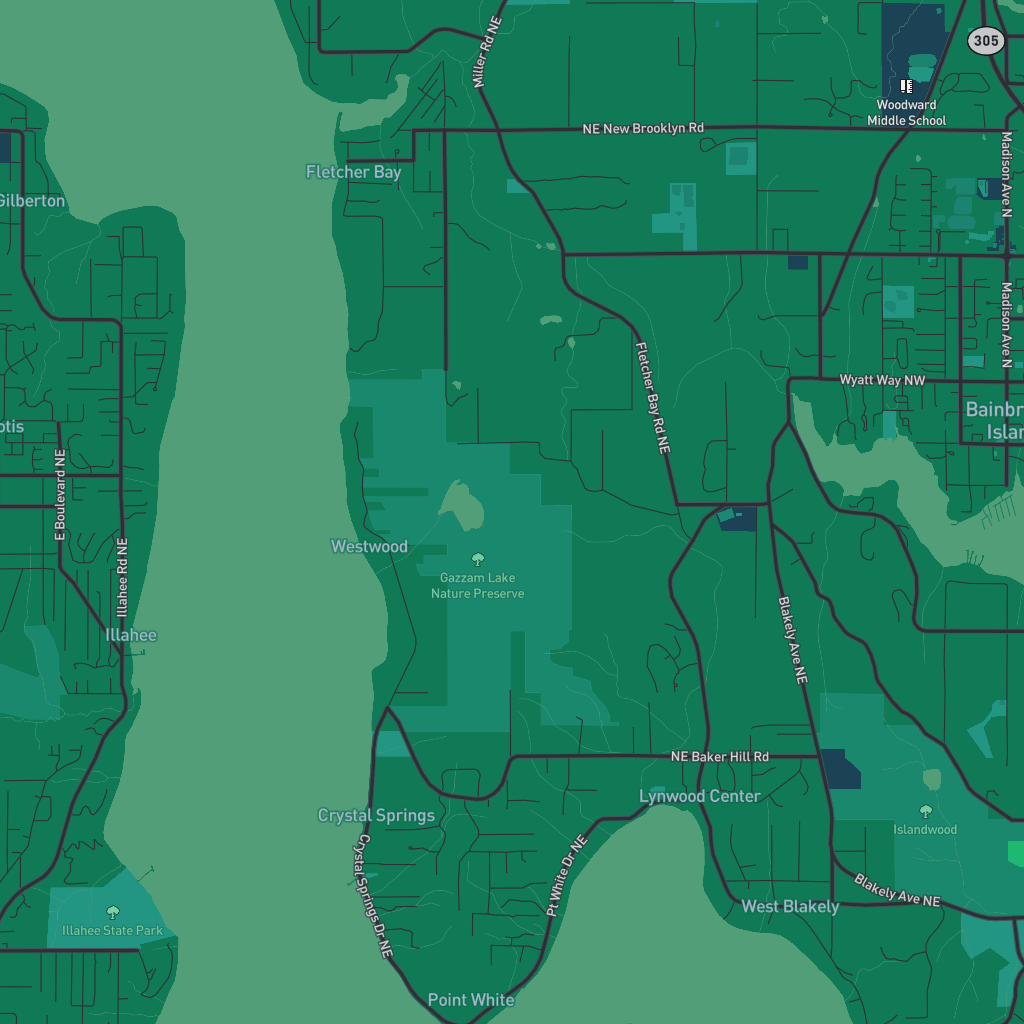 Miller Rd NE
305
Woodward
Middle School
NE New Brooklyn Rd
Fletcher Bay
Madison Ave N
Gilberton
Madison Ave N
Fletcher Bay Rd NE
Wyatt Way NW
Bainbr
Islan
otis
E Boulevard NE
Westwood
Illahee Rd NE
Gazzam Lake
Nature Preserve
Illahee
Blakely Ave NE
NE Baker Hill Rd
Lynwood Center
Crystal Springs
Islandwood
Crystal Springs Dr NE
Pt White Dr NE
Blakely Ave NE
West Blakely
Illahee State Park
Point White